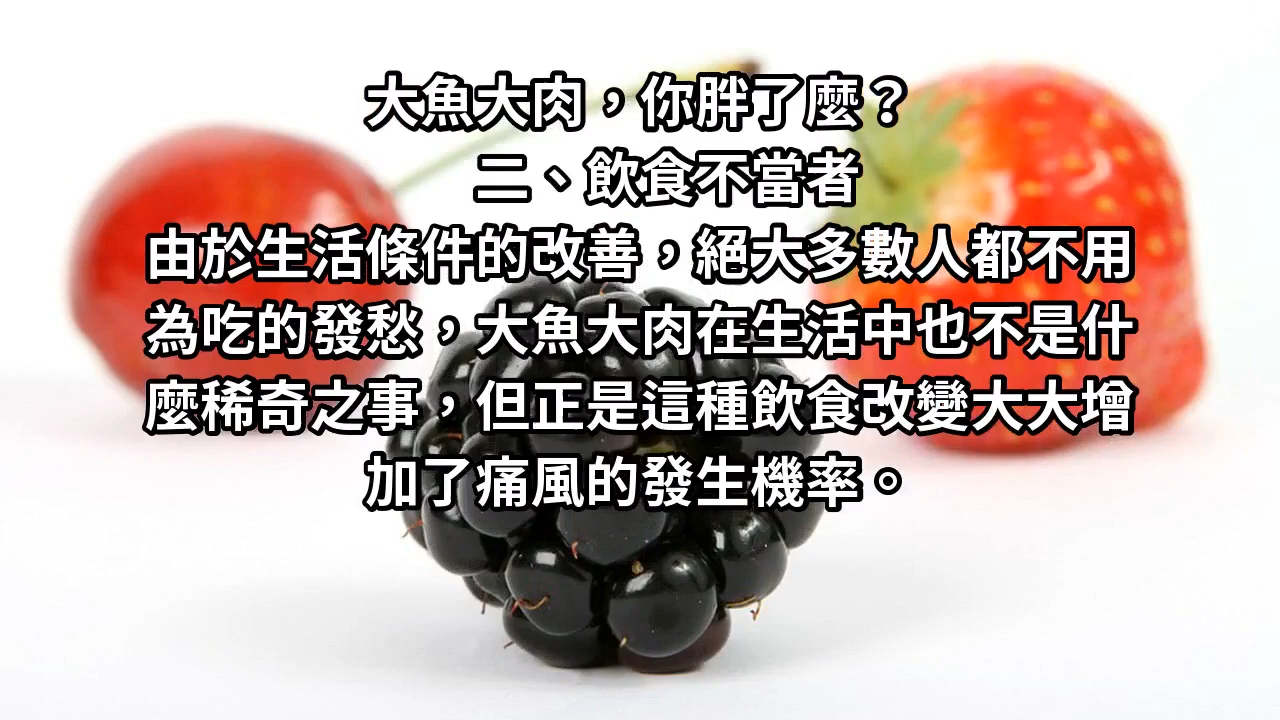 大魚大肉，你胖了麼？
二、飲食不當者
由於生活條件的改善，絕大多數人都不用
為吃的發愁，大魚大肉在生活中也不是什
麼稀奇之事，但正是這種飲食改變大大增
加了痛風的發生機率。